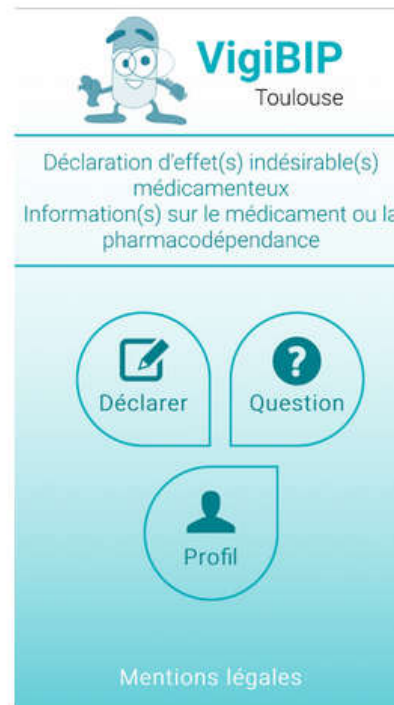 VigiBIP
Toulouse
Déclaration d'effet(s) indésirable(s)
médicamenteux
Information(s) sur le médicament ou la
pharmacodépendance
?
Déclarer
Question
Profil
Mentions légales